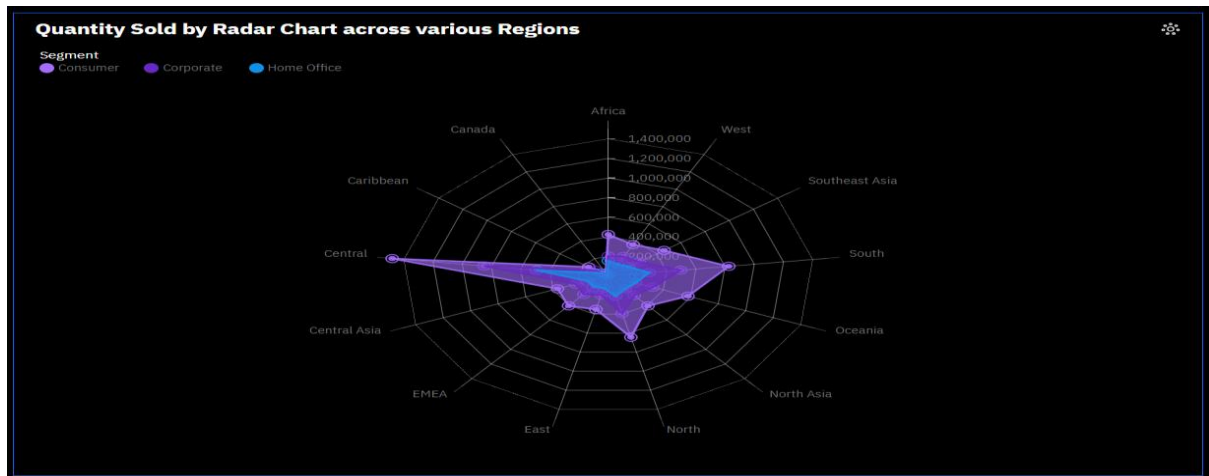 Quantity Sold by Radar Chart across various Regions
Segment
Consumer Corporate Home Office
Africa
Canada West
1,400,000
1,200,000
Caribbean 1,000,000 Southeast Asia
800,000
600,000
400,000
Central 200,000 South
Central Asia Oceania
EMEA North Asia
East North